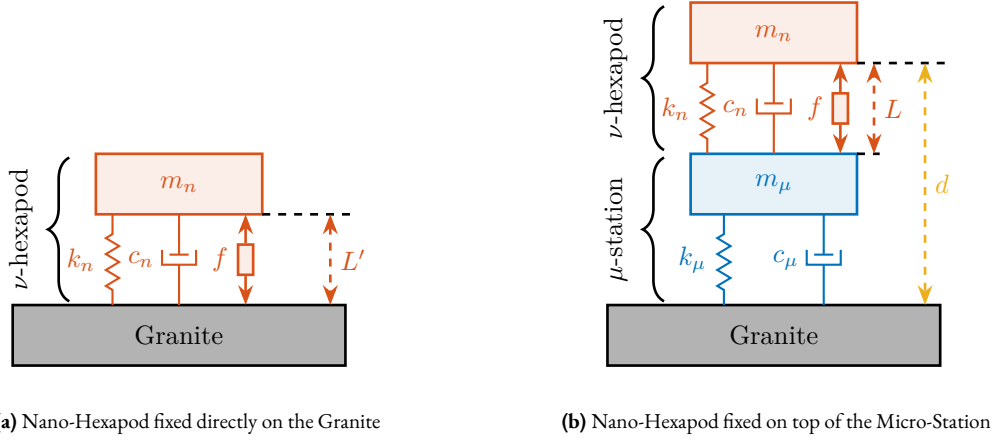 m_n
ν-hexapod
k_n c_n f L′
Granite
(a) Nano-Hexapod fixed directly on the Granite
m_n
ν-hexapod
k_n c_n f L
m_μ
d
μ-station
k_μ c_μ
Granite
(b) Nano-Hexapod fixed on top of the Micro-Station